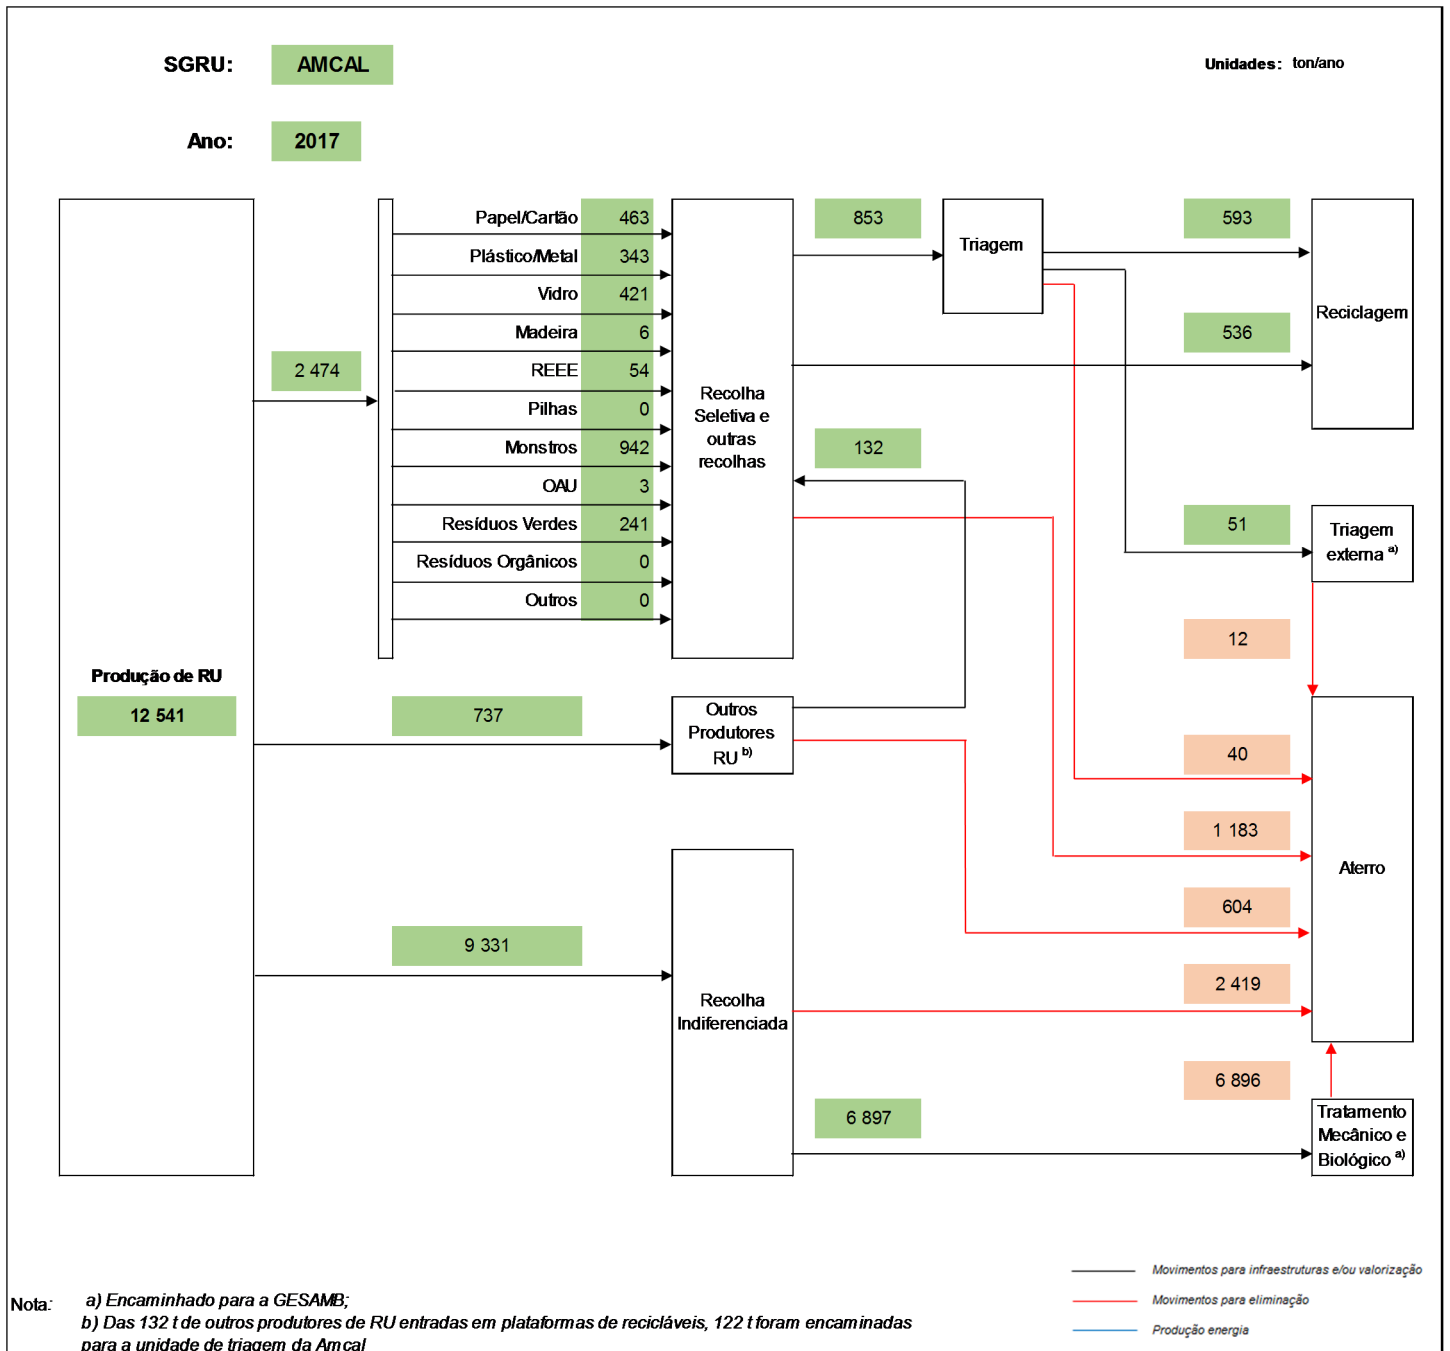 SGRU: AMCAL
Unidades: ton/ano
Ano: 2017
Papel/Cartão 463
Plástico/Metal 343
Vidro 421
Madeira 6
REEE 54
Pilhas 0
Monstros 942
OAU 3
Resíduos Verdes 241
Resíduos Orgânicos 0
Outros 0
2 474
Produção de RU
12 541
737
9 331
Recolha
Seletiva e
outras
recolhas
Outros
Produtores
RU b)
Recolha
Indiferenciada
853
132
6 897
Triagem
593
536
51
12
40
1 183
604
2 419
6 896
Reciclagem
Triagem
externa a)
Aterro
Tratamento
Mecânico e
Biológico a)
Movimentos para infraestruturas e/ou valorização
Movimentos para eliminação
Produção energia
Nota: a) Encaminhado para a GESAMB;
b) Das 132 t de outros produtores de RU entradas em plataformas de recicláveis, 122 t foram encaminadas
para a unidade de triagem da Amcal